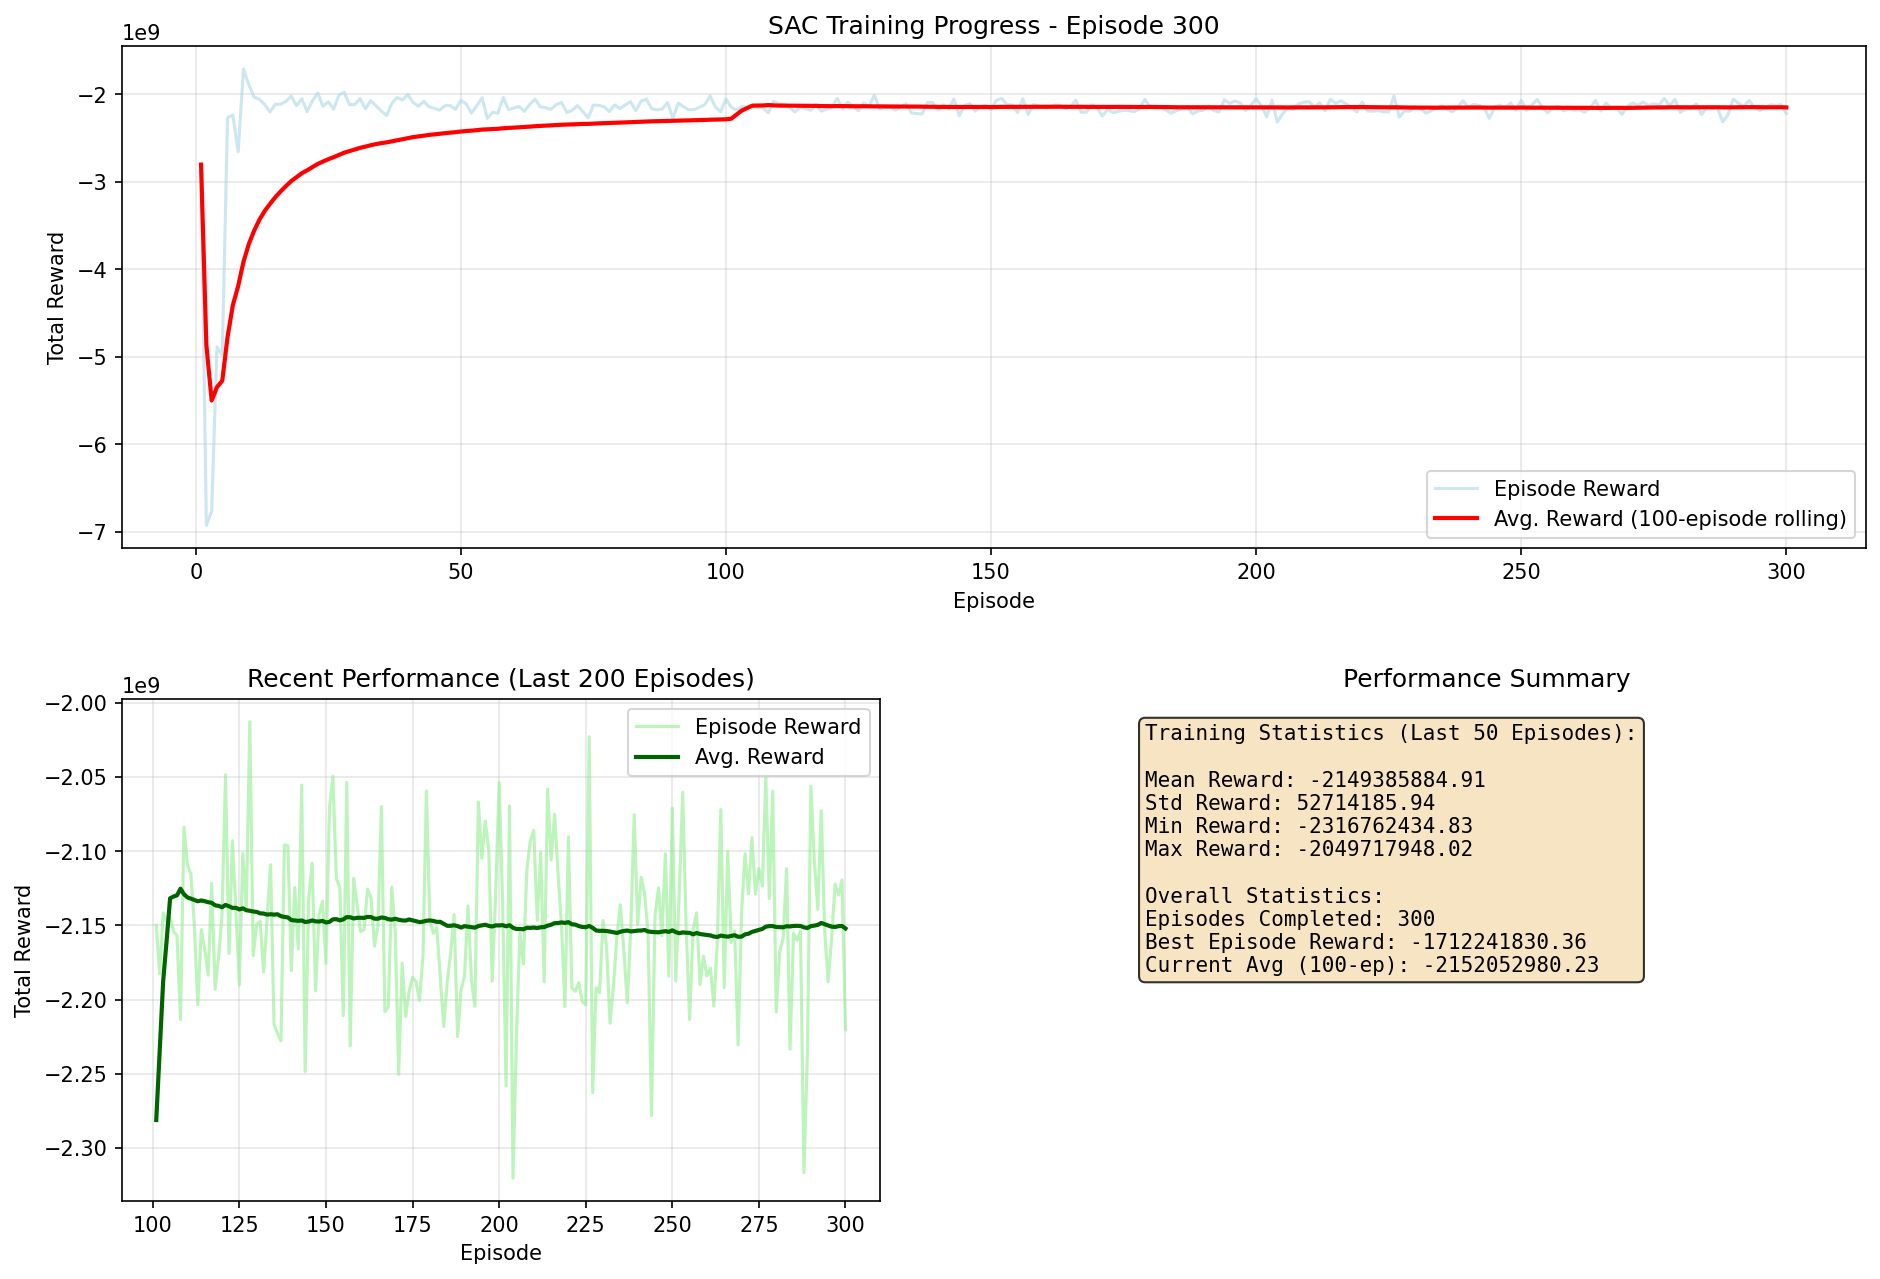 SAC Training Progress - Episode 300
1e9
−2
−3
−4
−5
−6
−7
Total Reward
0 50 100 150 200 250 300
Episode
Episode Reward
Avg. Reward (100-episode rolling)
Recent Performance (Last 200 Episodes)
1e9
−2.00
−2.05
−2.10
−2.15
−2.20
−2.25
−2.30
Total Reward
100 125 150 175 200 225 250 275 300
Episode
Episode Reward
Avg. Reward
Performance Summary
Training Statistics (Last 50 Episodes):
Mean Reward: -2149385884.91
Std Reward: 52714185.94
Min Reward: -2316762434.83
Max Reward: -2049717948.02
Overall Statistics:
Episodes Completed: 300
Best Episode Reward: -1712241830.36
Current Avg (100-ep): -2152052980.23